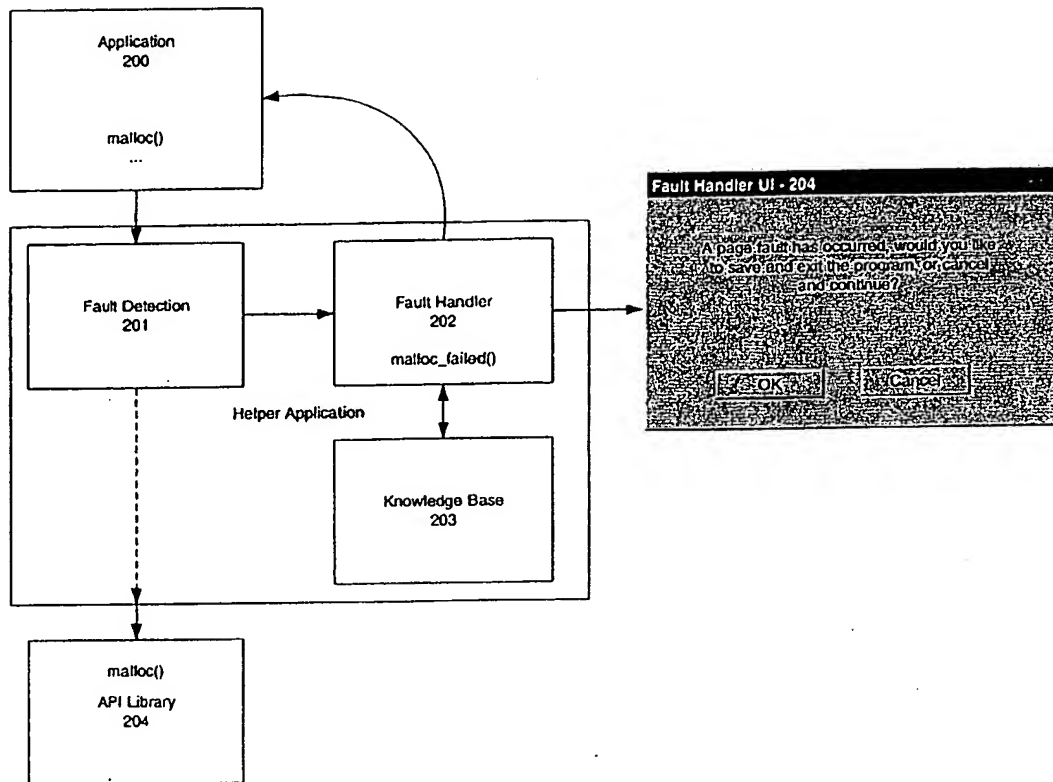 Application
200
malloc()
...
Fault Detection
201
Fault Handler
202
malloc_failed()
Helper Application
Knowledge Base
203
malloc()
API Library
204
Fault Handler UI - 204
A page fault has occurred, would you like
to save and exit the program, or cancel
and continue?
OK
Cancel